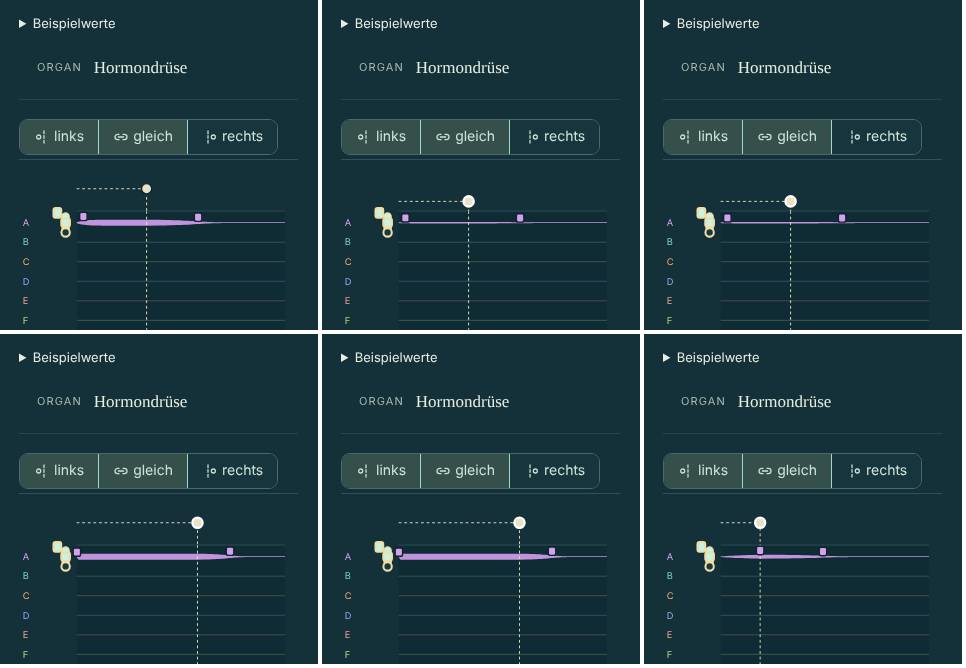 Beispielwerte
ORGAN Hormondrüse
links gleich rechts
A
B
C
D
E
F
Beispielwerte
ORGAN Hormondrüse
links gleich rechts
A
B
C
D
E
F
Beispielwerte
ORGAN Hormondrüse
links gleich rechts
A
B
C
D
E
F
Beispielwerte
ORGAN Hormondrüse
links gleich rechts
A
B
C
D
E
F
Beispielwerte
ORGAN Hormondrüse
links gleich rechts
A
B
C
D
E
F
Beispielwerte
ORGAN Hormondrüse
links gleich rechts
A
B
C
D
E
F